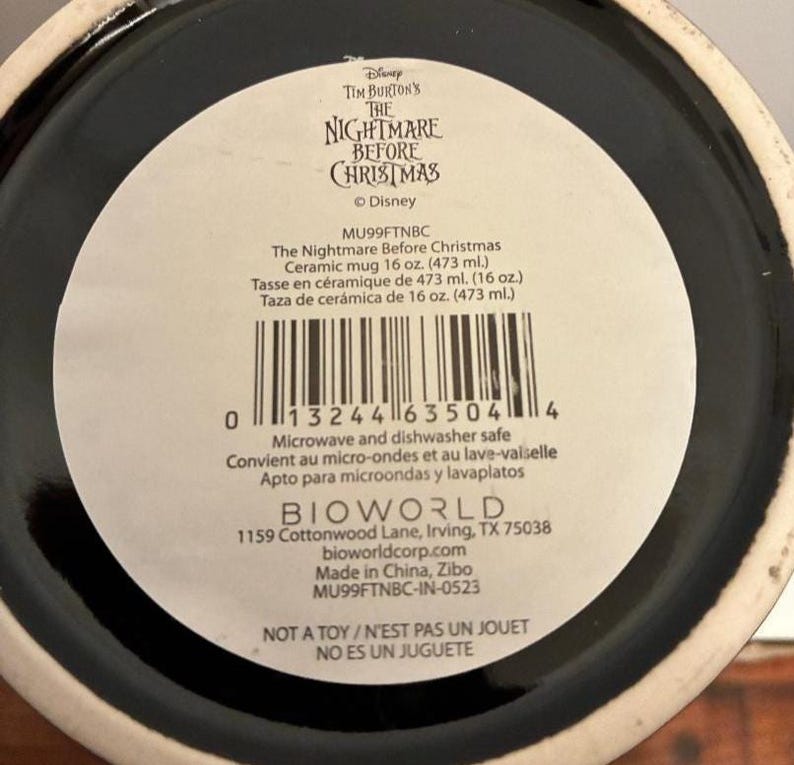 Disney
TIM BURTON'S
THE
NIGHTMARE
BEFORE
CHRISTMAS
© Disney
MU99FTNBC
The Nightmare Before Christmas
Ceramic mug 16 oz. (473 ml.)
Tasse en céramique de 473 ml. (16 oz.)
Taza de cerámica de 16 oz. (473 ml.)
0 13244 63504 4
Microwave and dishwasher safe
Convient au micro-ondes et au lave-vaisselle
Apto para microondas y lavaplatos
BIOWORLD
1159 Cottonwood Lane, Irving, TX 75038
bioworldcorp.com
Made in China, Zibo
MU99FTNBC-IN-0523
NOT A TOY / N'EST PAS UN JOUET
NO ES UN JUGUETE